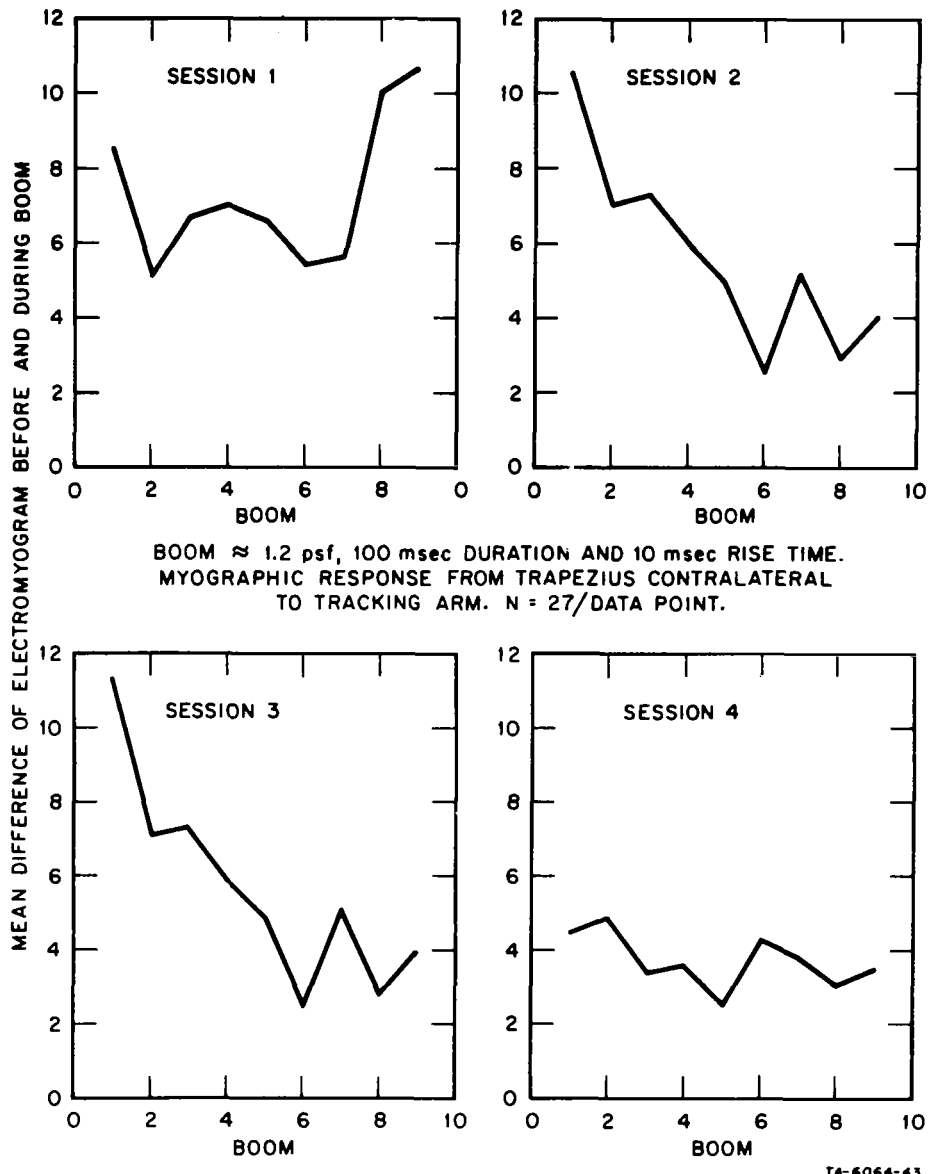 MEAN DIFFERENCE OF ELECTROMYOGRAM BEFORE AND DURING BOOM
12
10
8
6
4
2
0
SESSION 1
0 2 4 6 8 0
BOOM
12
10
8
6
4
2
0
SESSION 2
0 2 4 6 8 10
BOOM
BOOM ≈ 1.2 psf, 100 msec DURATION AND 10 msec RISE TIME.
MYOGRAPHIC RESPONSE FROM TRAPEZIUS CONTRALATERAL
TO TRACKING ARM. N = 27/DATA POINT.
12
10
8
6
4
2
0
SESSION 3
0 2 4 6 8 10
BOOM
12
10
8
6
4
2
0
SESSION 4
0 2 4 6 8 10
BOOM
TA-6064-43